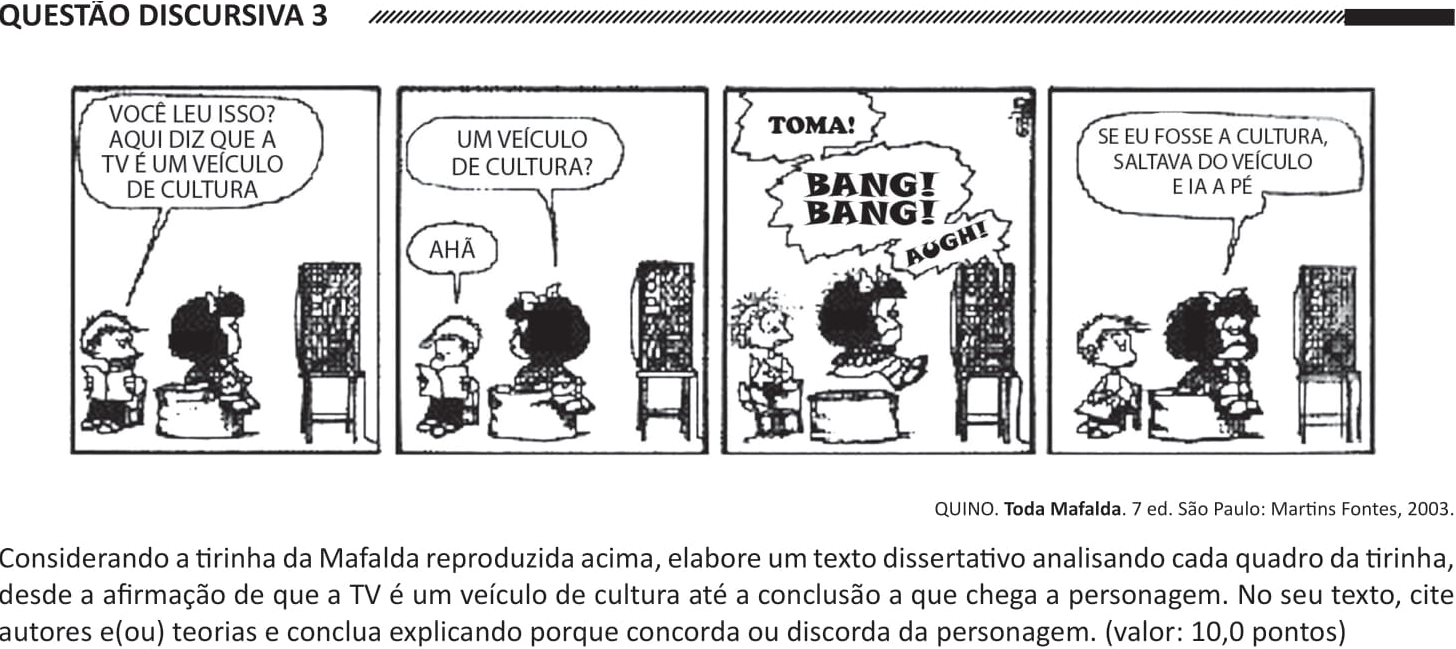 QUESTÃO DISCURSIVA 3
VOCÊ LEU ISSO?
AQUI DIZ QUE A
TV É UM VEÍCULO
DE CULTURA
UM VEÍCULO
DE CULTURA?
AHÃ
TOMA!
BANG!
BANG!
AUGH!
SE EU FOSSE A CULTURA,
SALTAVA DO VEÍCULO
E IA A PÉ
QUINO. Toda Mafalda. 7 ed. São Paulo: Martins Fontes, 2003.
Considerando a tirinha da Mafalda reproduzida acima, elabore um texto dissertativo analisando cada quadro da tirinha,
desde a afirmação de que a TV é um veículo de cultura até a conclusão a que chega a personagem. No seu texto, cite
autores e(ou) teorias e conclua explicando porque concorda ou discorda da personagem. (valor: 10,0 pontos)